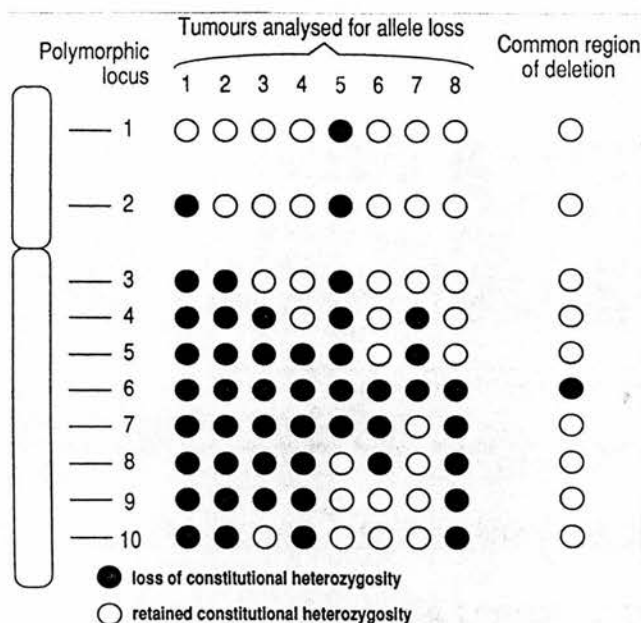 Tumours analysed for allele loss
Polymorphic locus
Common region of deletion
1 2 3 4 5 6 7 8
1
2
3
4
5
6
7
8
9
10
loss of constitutional heterozygosity
retained constitutional heterozygosity